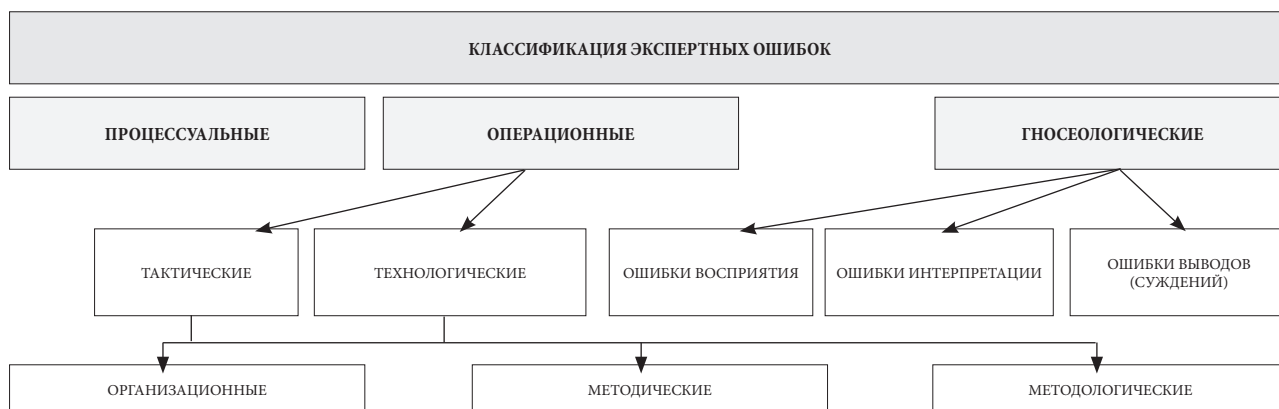 КЛАССИФИКАЦИЯ ЭКСПЕРТНЫХ ОШИБОК
ПРОЦЕССУАЛЬНЫЕ
ОПЕРАЦИОННЫЕ
ГНОСЕОЛОГИЧЕСКИЕ
ТАКТИЧЕСКИЕ
ТЕХНОЛОГИЧЕСКИЕ
ОШИБКИ ВОСПРИЯТИЯ
ОШИБКИ ИНТЕРПРЕТАЦИИ
ОШИБКИ ВЫВОДОВ
(СУЖДЕНИЙ)
ОРГАНИЗАЦИОННЫЕ
МЕТОДИЧЕСКИЕ
МЕТОДОЛОГИЧЕСКИЕ